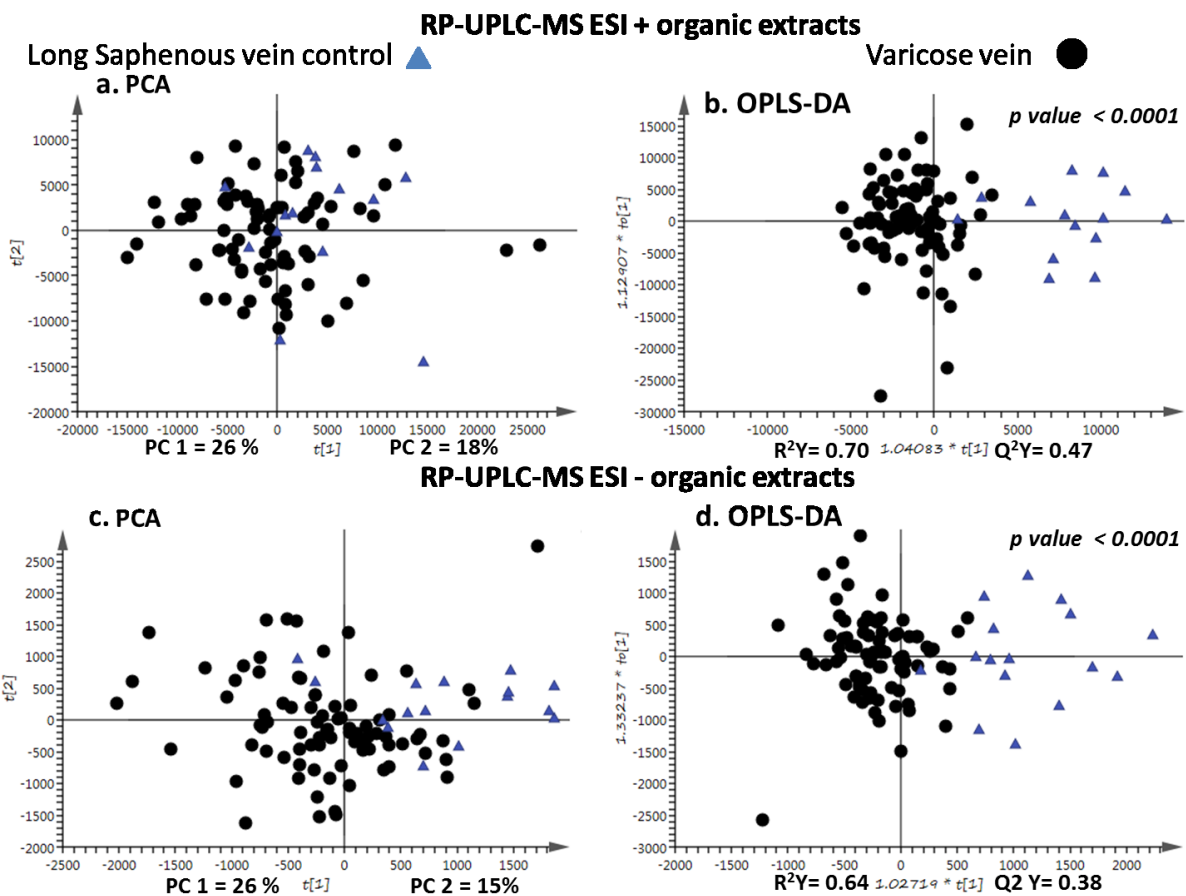 RP-UPLC-MS ESI + organic extracts
Long Saphenous vein control
Varicose vein
a. PCA
10000
5000
0
-5000
-10000
-15000
-20000
t[2]
-20000 -15000 -10000 -5000 0 5000 10000 15000 20000 25000
PC 1 = 26 % t[1] PC 2 = 18%
b. OPLS-DA
p value < 0.0001
15000
10000
5000
0
-5000
-10000
-15000
-20000
-25000
-30000
1.12907 * to[1]
-15000 -10000 -5000 0 5000 10000
R²Y= 0.70 1.04083 * t[1] Q²Y= 0.47
RP-UPLC-MS ESI - organic extracts
c. PCA
2500
2000
1500
1000
500
0
-500
-1000
-1500
-2000
t[2]
-2500 -2000 -1500 -1000 -500 0 500 1000 1500
PC 1 = 26 % t[1] PC 2 = 15%
d. OPLS-DA
p value < 0.0001
1500
1000
500
0
-500
-1000
-1500
-2000
-2500
-3000
1.33237 * to[1]
-2000 -1500 -1000 -500 0 500 1000 1500 2000
R²Y= 0.64 1.02719 * t[1] Q2 Y= 0.38